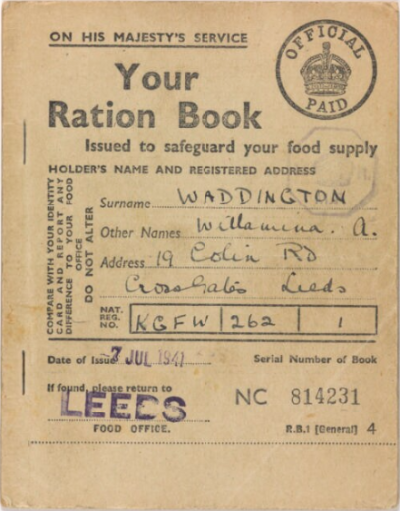 ON HIS MAJESTY'S SERVICE
OFFICIAL
PAID
Your
Ration Book
Issued to safeguard your food supply
HOLDER'S NAME AND REGISTERED ADDRESS
COMPARE WITH YOUR IDENTITY
CARD AND REPORT ANY
DIFFERENCE TO YOUR FOOD
OFFICE
DO NOT ALTER
Surname WADDINGTON
Other Names Willamina. A.
Address 19 Colin RD
CrossGates Leeds
NAT.
REG.
NO. KGFW 262 1
Date of Issue 7 JUL 1941
Serial Number of Book
If found, please return to
LEEDS
FOOD OFFICE.
NC 814231
R.B.1 [General] 4